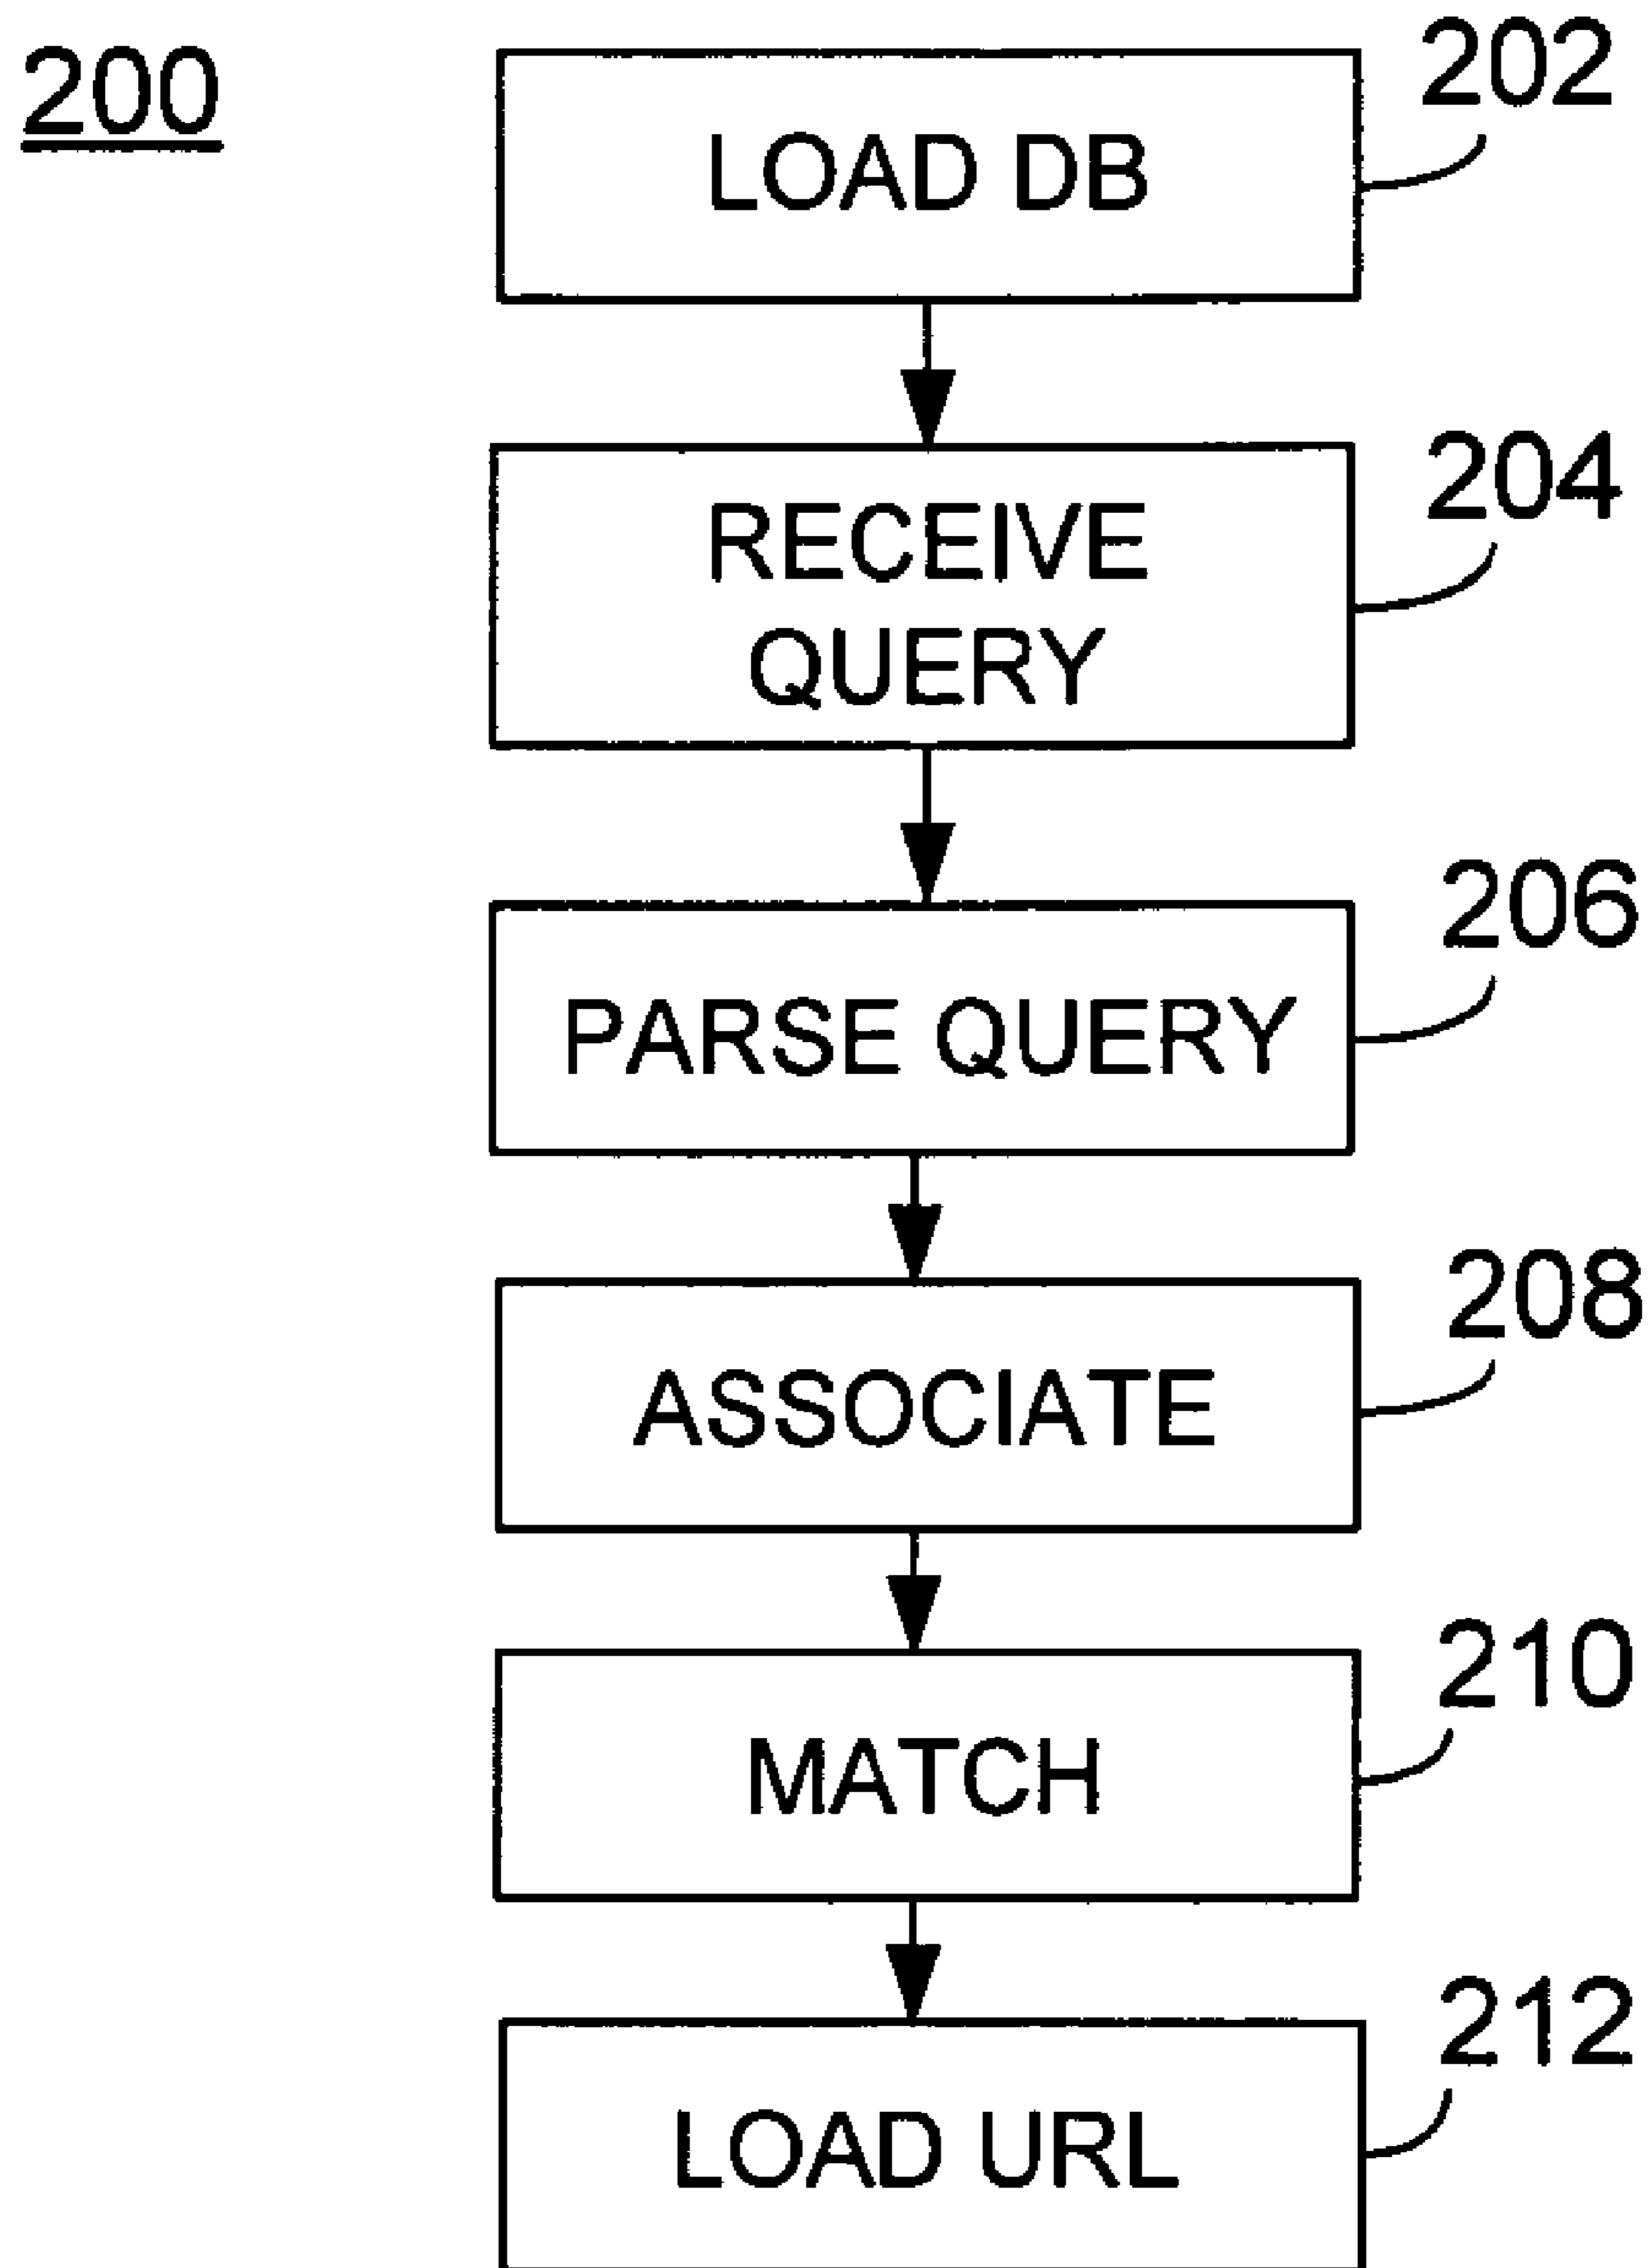 200
202
LOAD DB
204
RECEIVE
QUERY
206
PARSE QUERY
208
ASSOCIATE
210
MATCH
212
LOAD URL